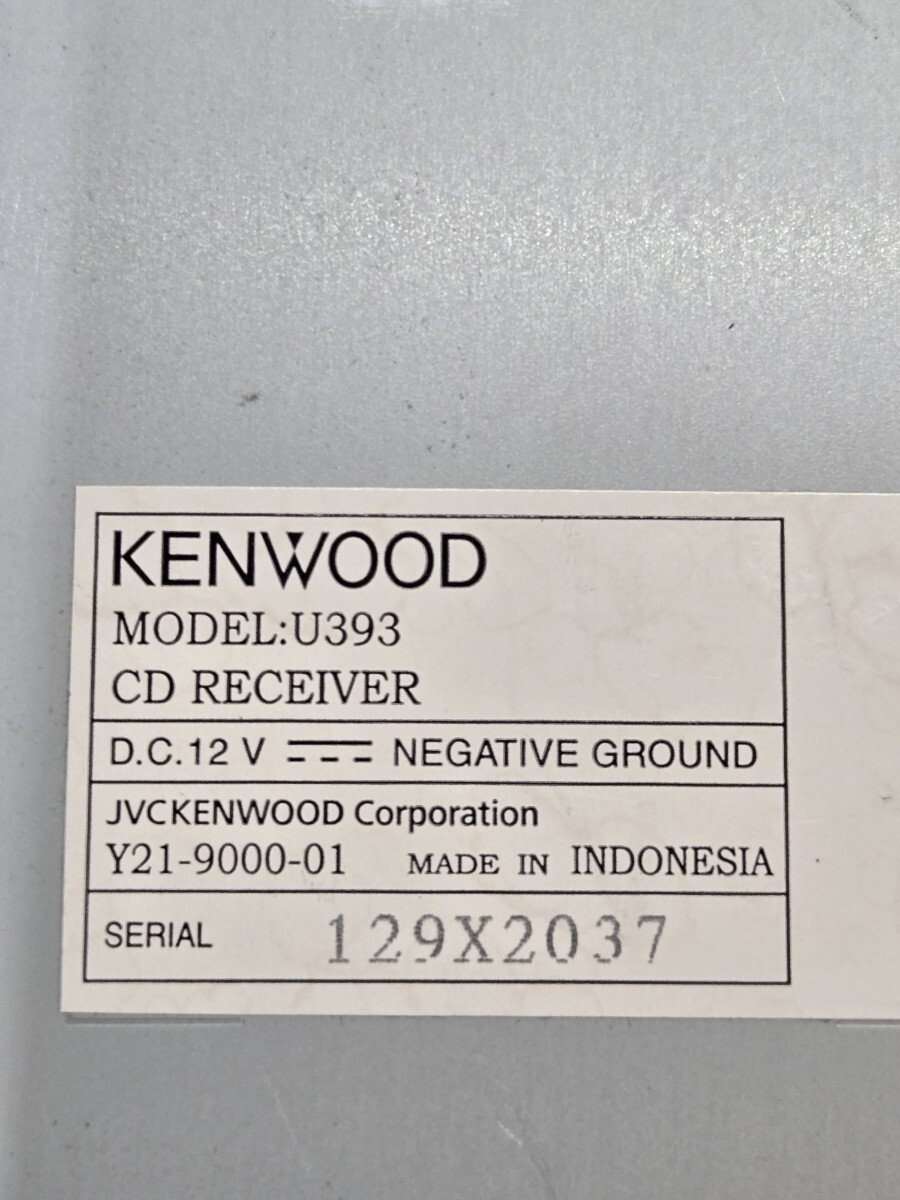 KENWOOD
MODEL:U393
CD RECEIVER
D.C.12 V ⎓ NEGATIVE GROUND
JVCKENWOOD Corporation
Y21-9000-01 MADE IN INDONESIA
SERIAL 129X2037